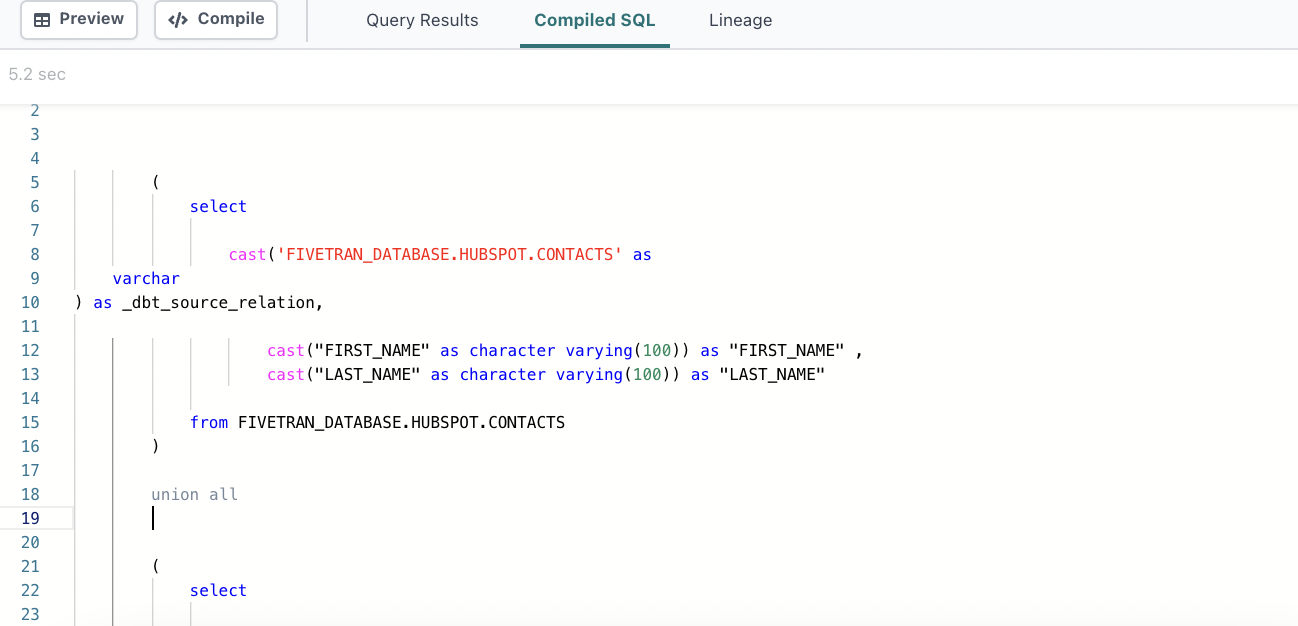 Preview </> Compile Query Results Compiled SQL Lineage
5.2 sec
2
3
4
5 (
6 select
7
8 cast('FIVETRAN_DATABASE.HUBSPOT.CONTACTS' as
9 varchar
10 ) as _dbt_source_relation,
11
12 cast("FIRST_NAME" as character varying(100)) as "FIRST_NAME" ,
13 cast("LAST_NAME" as character varying(100)) as "LAST_NAME"
14
15 from FIVETRAN_DATABASE.HUBSPOT.CONTACTS
16 )
17
18 union all
19
20
21 (
22 select
23